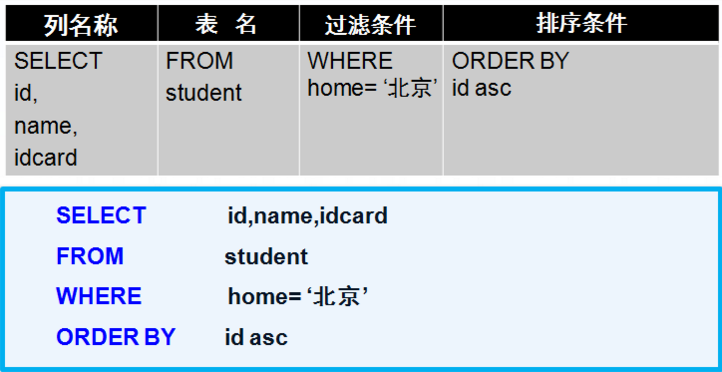 列名称 表 名 过滤条件 排序条件
SELECT FROM WHERE ORDER BY
id, student home= ‘北京’ id asc
name,
idcard
SELECT id,name,idcard
FROM student
WHERE home= ‘北京’
ORDER BY id asc